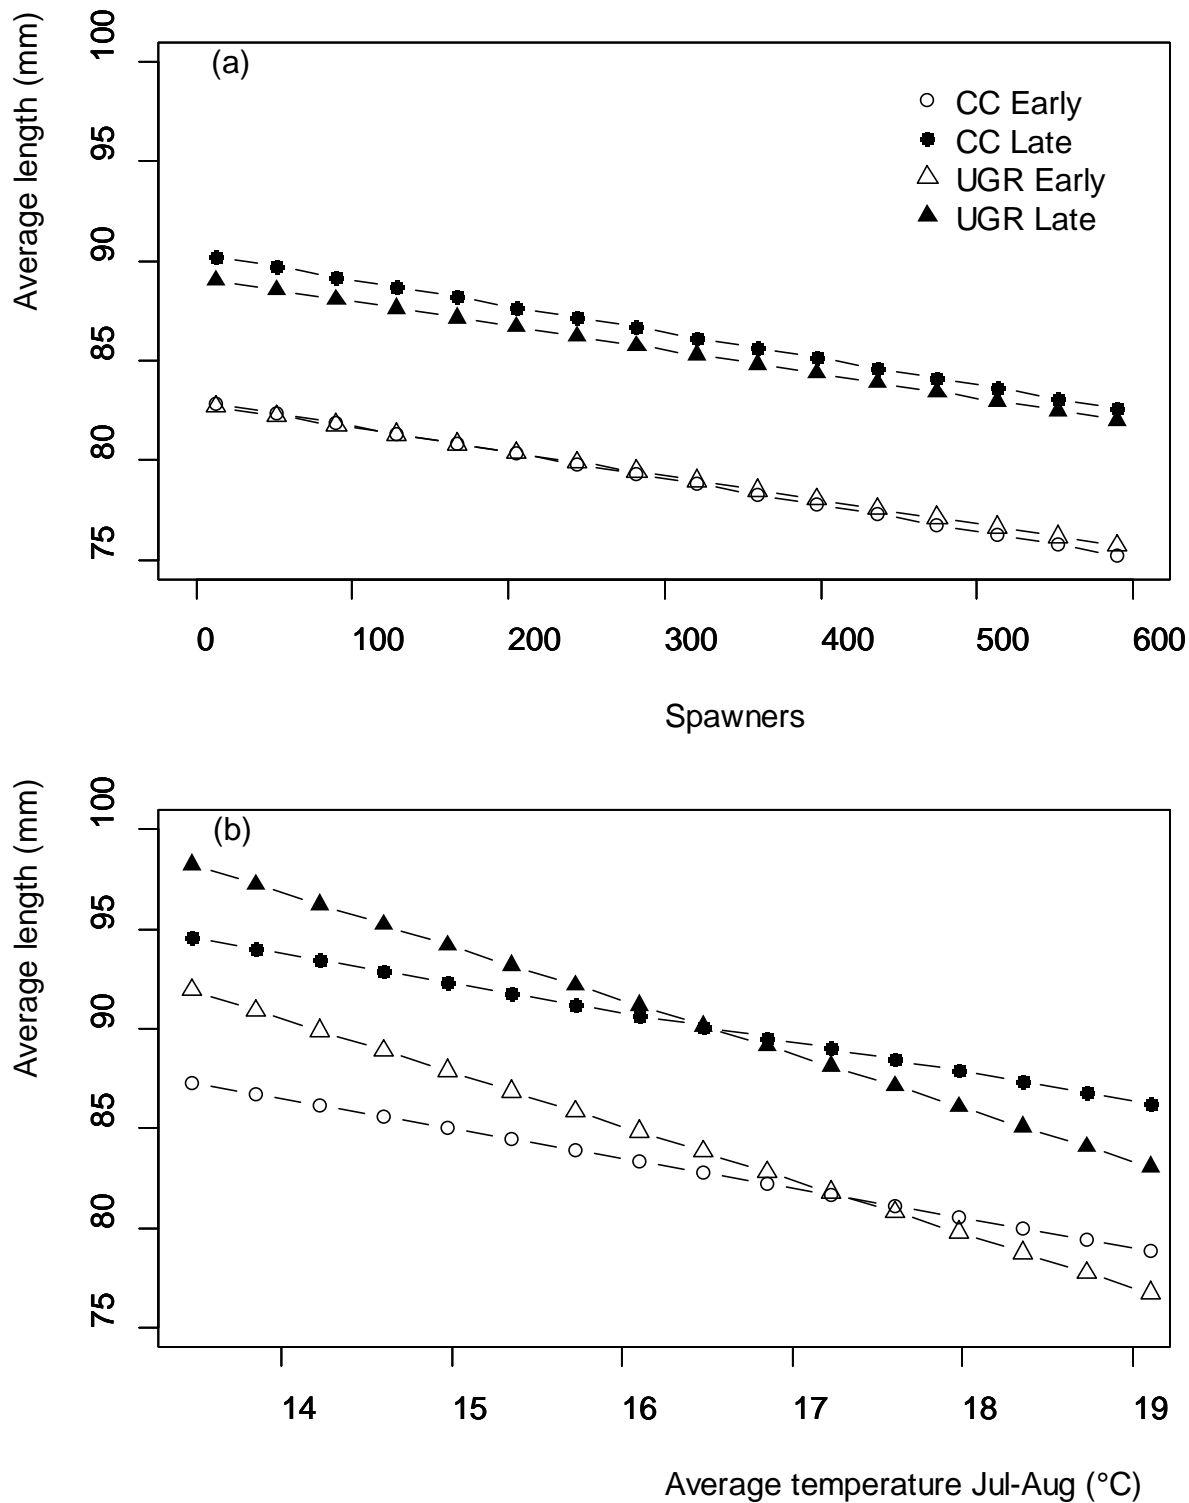 (a)
CC Early
CC Late
UGR Early
UGR Late
Average length (mm)
100
95
90
85
80
75
0 100 200 300 400 500 600
Spawners
(b)
Average length (mm)
100
95
90
85
80
75
14 15 16 17 18 19
Average temperature Jul-Aug (°C)